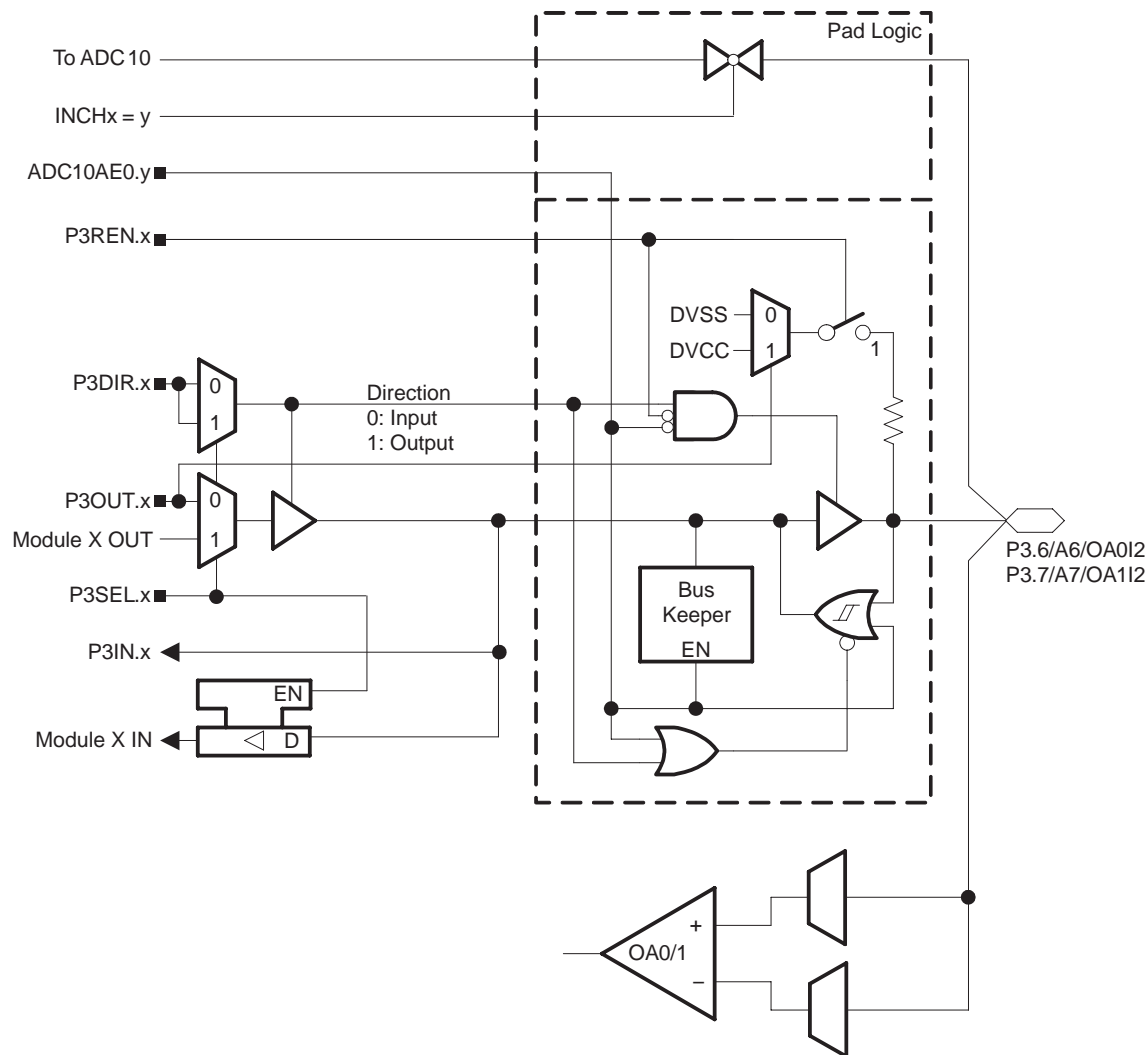 Pad Logic
To ADC10
INCHx = y
ADC10AE0.y
P3REN.x
DVSS
0
DVCC
1
1
P3DIR.x
0
1
Direction
0: Input
1: Output
P3OUT.x
0
Module X OUT
1
P3SEL.x
P3.6/A6/OA0I2
P3.7/A7/OA1I2
Bus
Keeper
EN
P3IN.x
EN
Module X IN
D
+
OA0/1
−